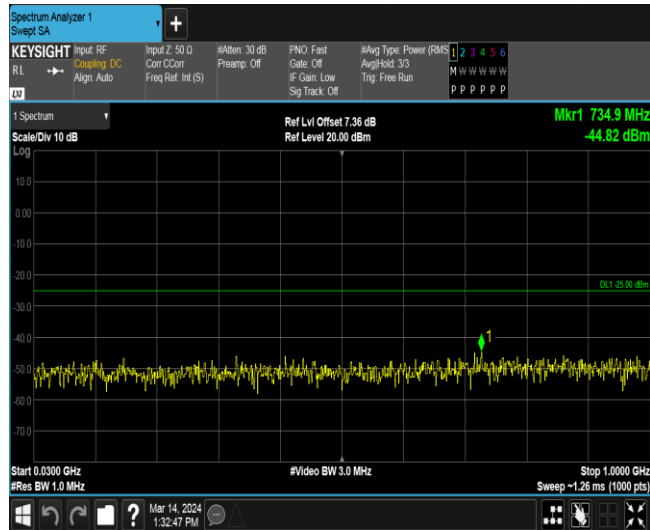 Spectrum Analyzer 1
Swept SA
+
KEYSIGHT Input: RF Input Z: 50 Ω #Atten: 30 dB PNO: Fast #Avg Type: Power (RMS 1 2 3 4 5 6
RL Coupling: DC Corr CCorr Preamp: Off Gate: Off Avg|Hold: 3/3 M W W W W W
Align: Auto Freq Ref: Int (S) IF Gain: Low Trig: Free Run
Sig Track: Off P P P P P P
LXI
1 Spectrum Ref Lvl Offset 7.36 dB Mkr1 734.9 MHz
Scale/Div 10 dB Ref Level 20.00 dBm -44.82 dBm
Log
10.0
0.00
-10.0
-20.0
DL1 -25.00 dBm
-30.0
-40.0
1
-50.0
-60.0
-70.0
Start 0.0300 GHz #Video BW 3.0 MHz Stop 1.0000 GHz
#Res BW 1.0 MHz Sweep ~1.26 ms (1000 pts)
? Mar 14, 2024
1:32:47 PM